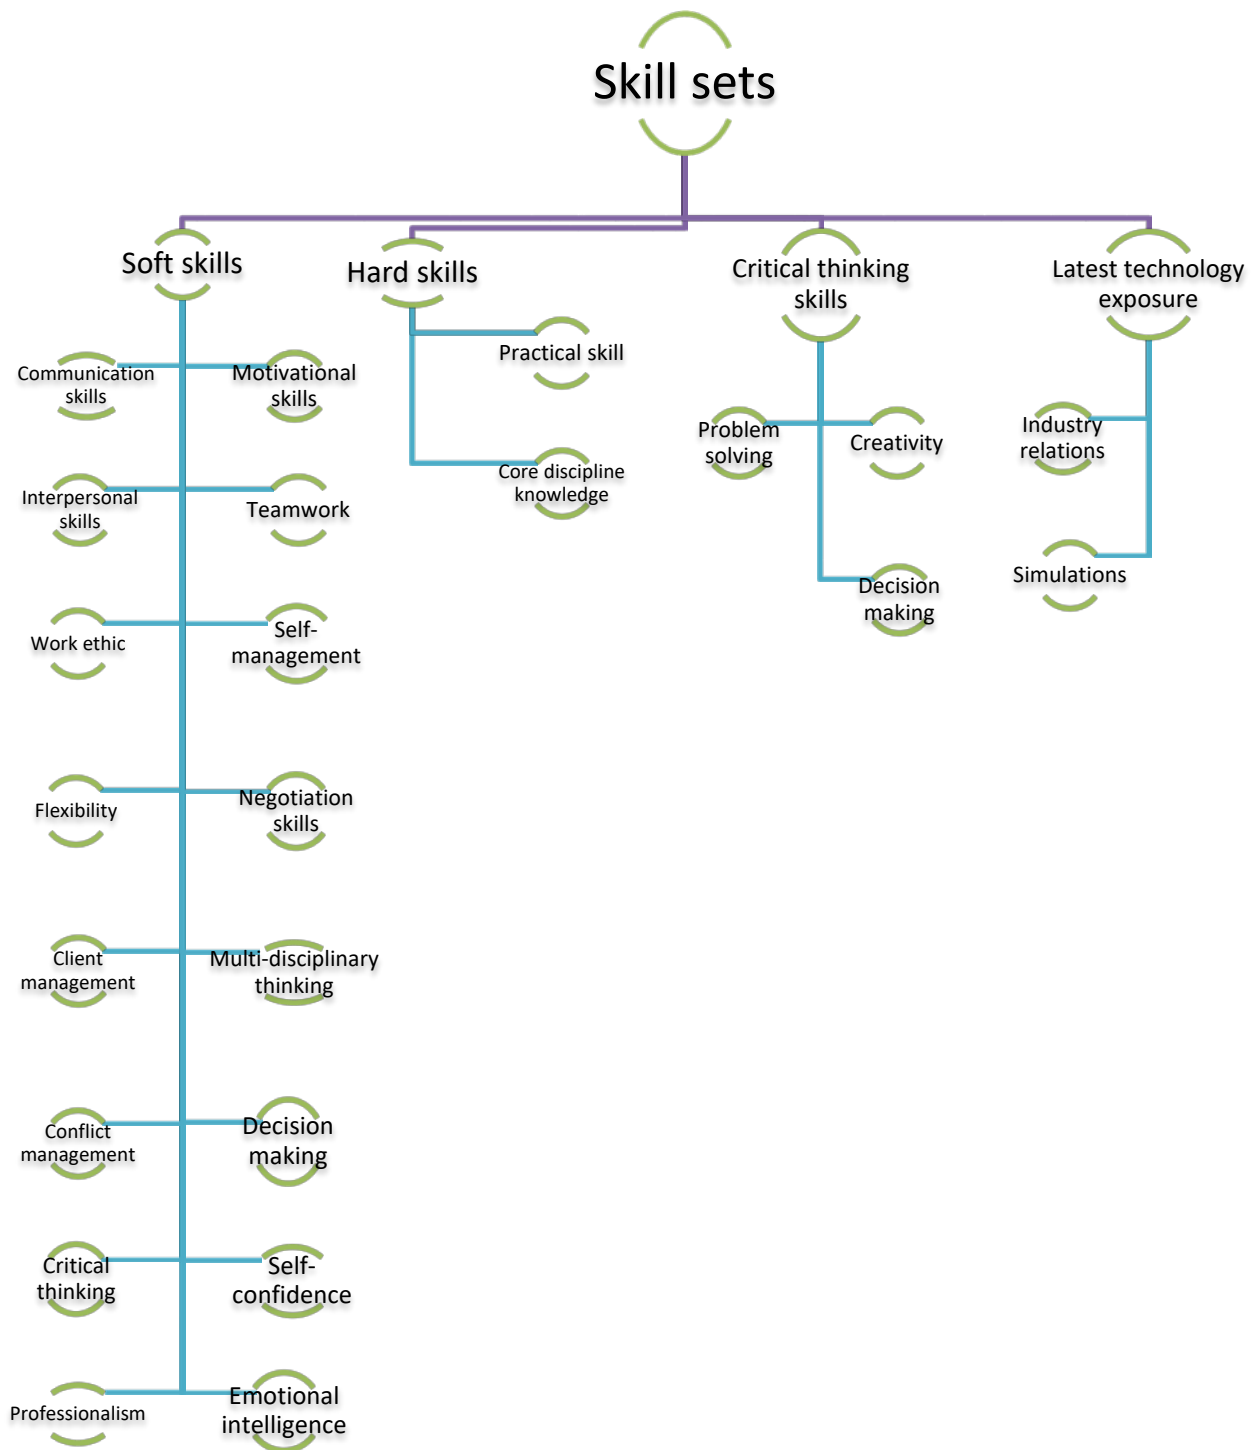 Skill sets
Soft skills
Hard skills
Critical thinking
skills
Latest technology
exposure
Communication
skills
Motivational
skills
Interpersonal
skills
Teamwork
Work ethic
Self-
management
Flexibility
Negotiation
skills
Client
management
Multi-disciplinary
thinking
Conflict
management
Decision
making
Critical
thinking
Self-
confidence
Professionalism
Emotional
intelligence
Practical skill
Core discipline
knowledge
Problem
solving
Creativity
Decision
making
Industry
relations
Simulations